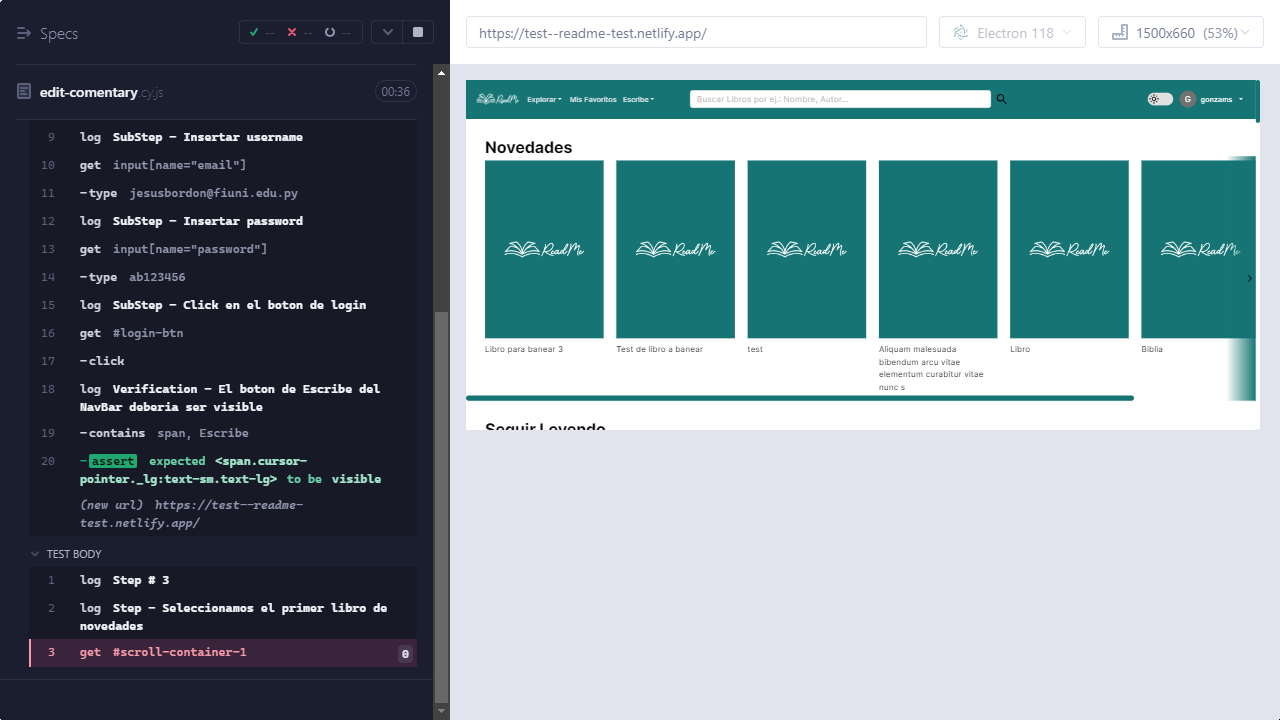 Specs
-- -- --
https://test--readme-test.netlify.app/
Electron 118
1500x660 (53%)
edit-comentary.cy.js
00:36
9 log SubStep - Insertar username
10 get input[name="email"]
11 -type jesusbordon@fiuni.edu.py
12 log SubStep - Insertar password
13 get input[name="password"]
14 -type ab123456
15 log SubStep - Click en el boton de login
16 get #login-btn
17 -click
18 log Verification - El boton de Escribe del
NavBar deberia ser visible
19 -contains span, Escribe
20 -assert expected <span.cursor-
pointer._lg:text-sm.text-lg> to be visible
(new url) https://test--readme-
test.netlify.app/
TEST BODY
1 log Step # 3
2 log Step - Seleccionamos el primer libro de
novedades
3 get #scroll-container-1 0
ReadMe Explorar Mis Favoritos Escribe
Buscar Libros por ej.: Nombre, Autor...
G gonzams
Novedades
ReadMe ReadMe ReadMe ReadMe ReadMe ReadMe
Libro para banear 3
Test de libro a banear
test
Aliquam malesuada
bibendum arcu vitae
elementum curabitur vitae
nunc s
Libro
Biblia
Seguir Leyendo